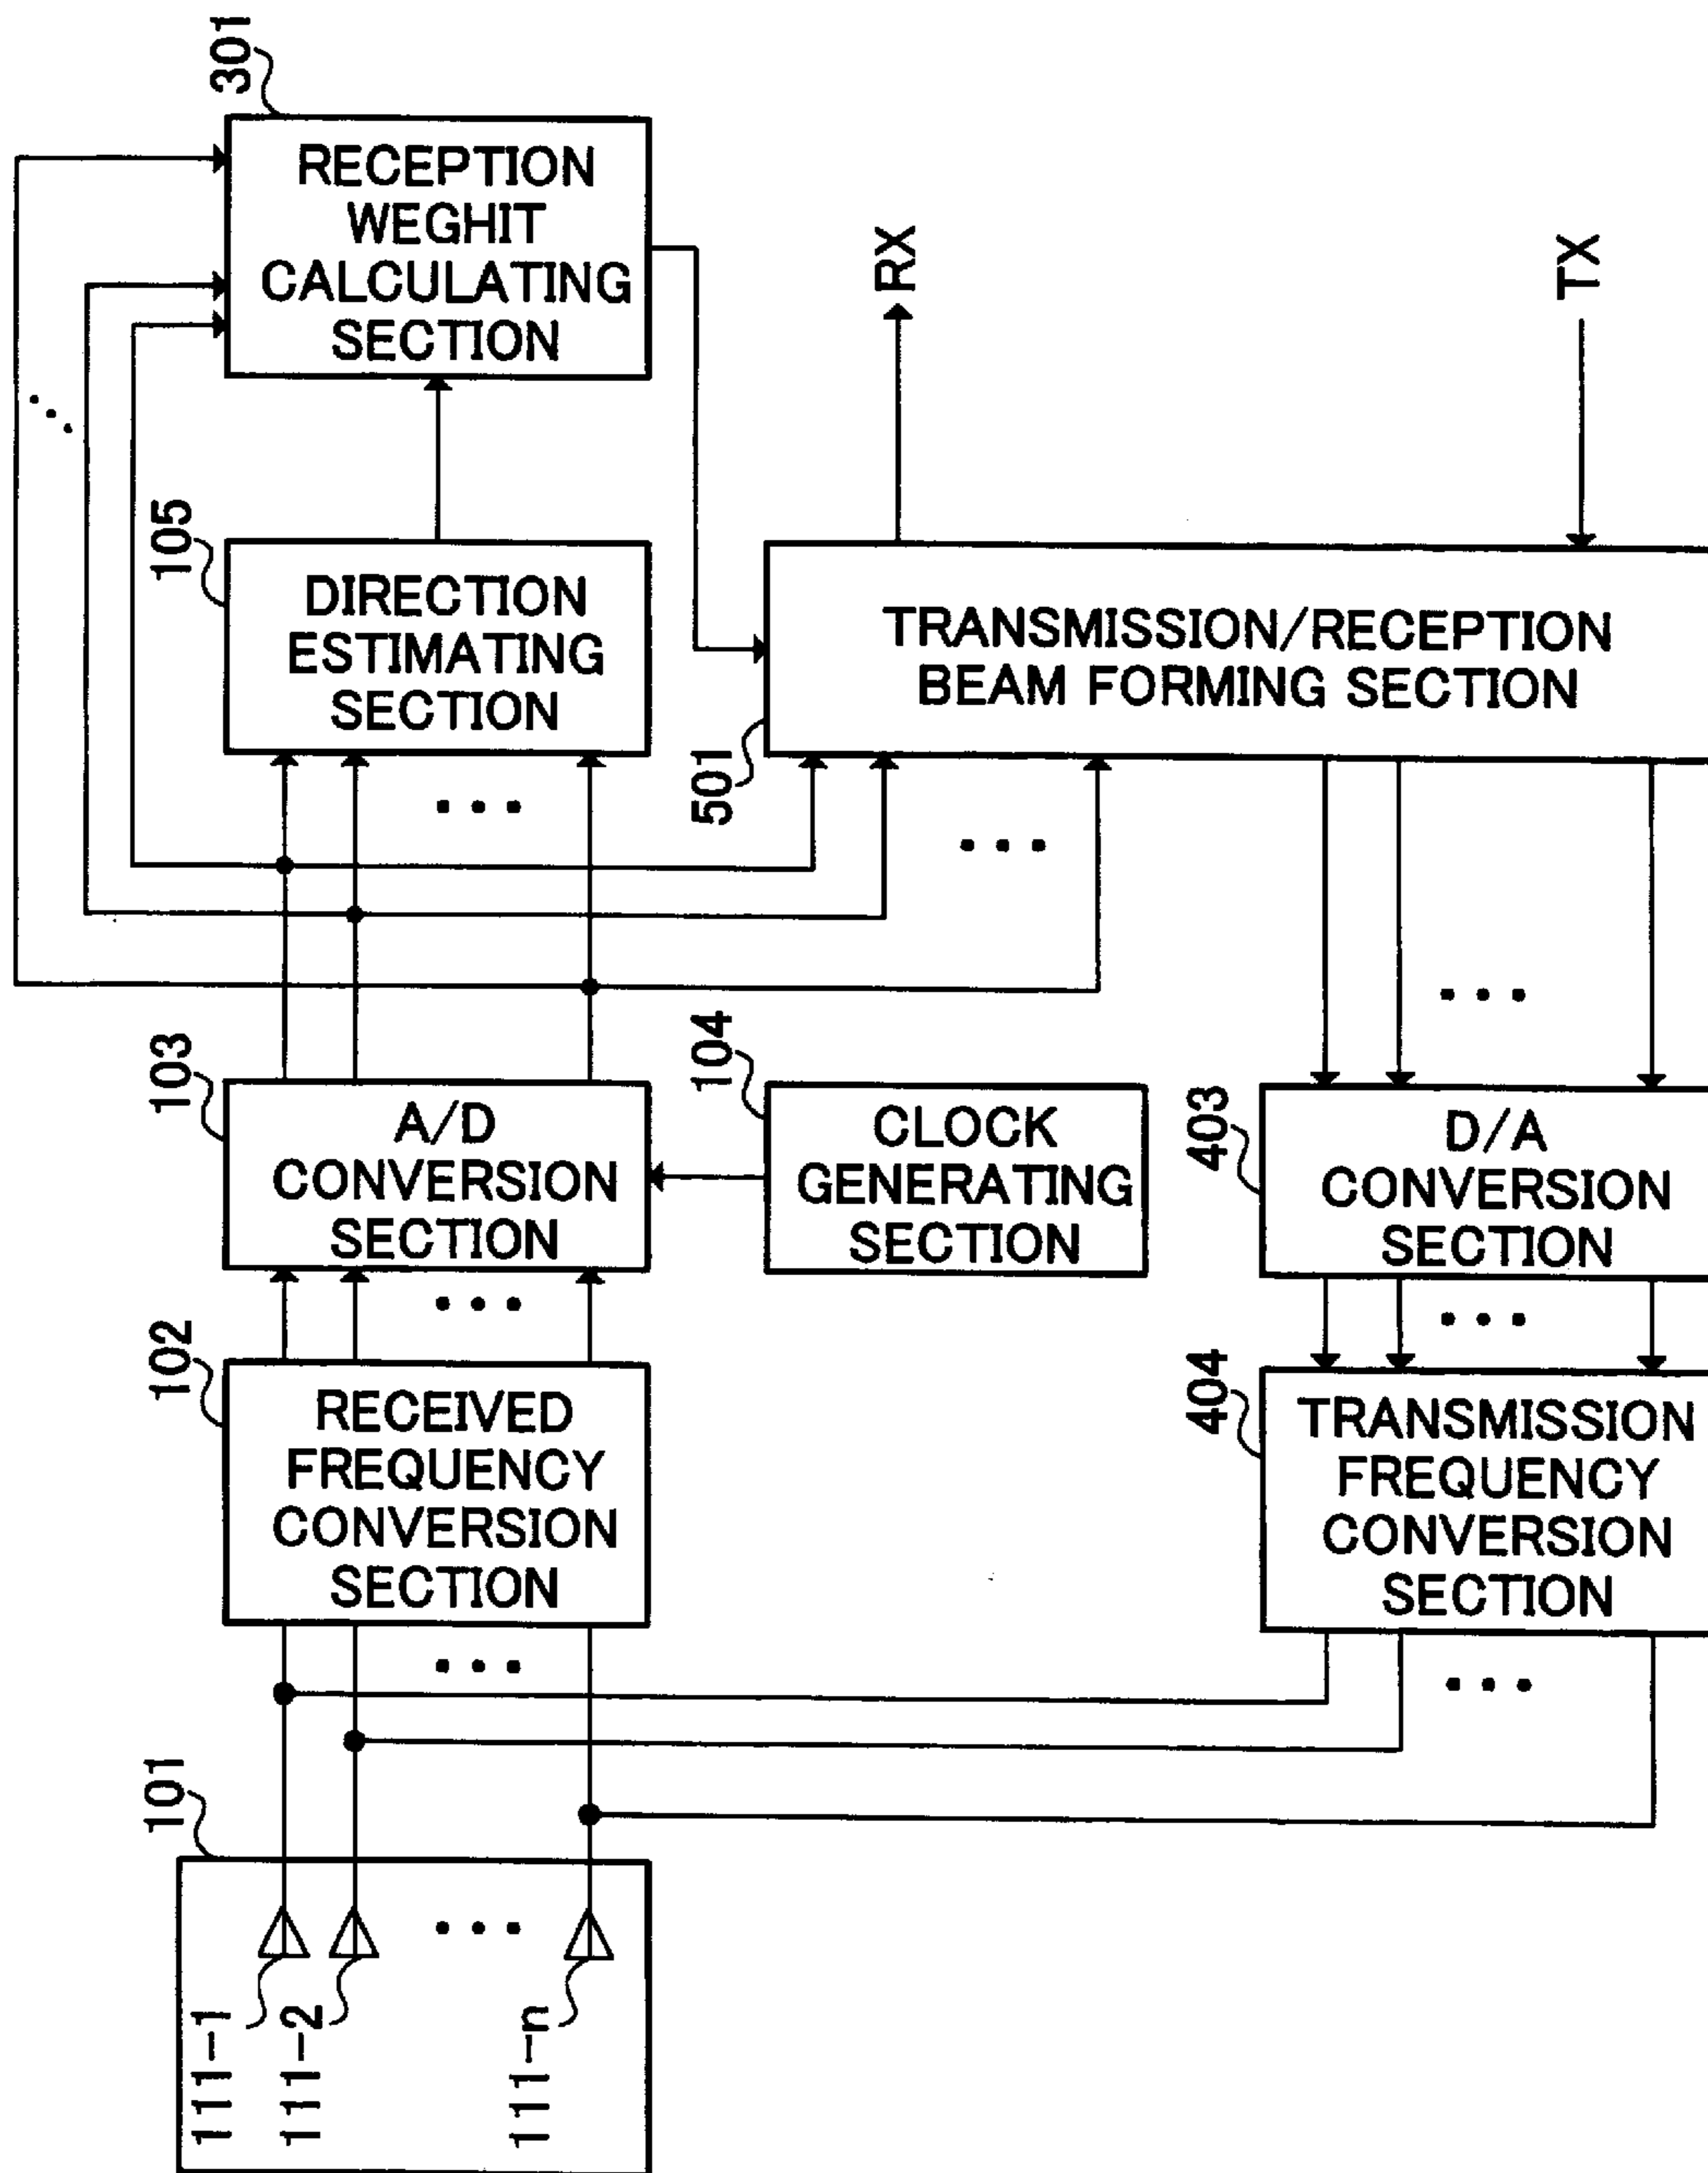 101
111-1
111-2
111-n
102
RECEIVED
FREQUENCY
CONVERSION
SECTION
103
A/D
CONVERSION
SECTION
104
CLOCK
GENERATING
SECTION
105
DIRECTION
ESTIMATING
SECTION
301
RECEPTION
WEGHIT
CALCULATING
SECTION
501
TRANSMISSION/RECEPTION
BEAM FORMING SECTION
RX
TX
403
D/A
CONVERSION
SECTION
404
TRANSMISSION
FREQUENCY
CONVERSION
SECTION